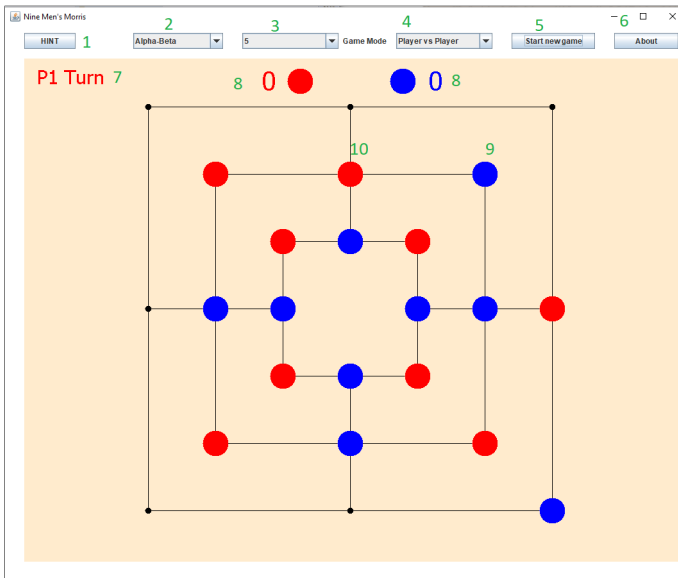 Nine Men's Morris
2 3 4 5 6
HINT 1 Alpha-Beta 5 Game Mode Player vs Player Start new game About
P1 Turn 7 8 0 0 8
10 9